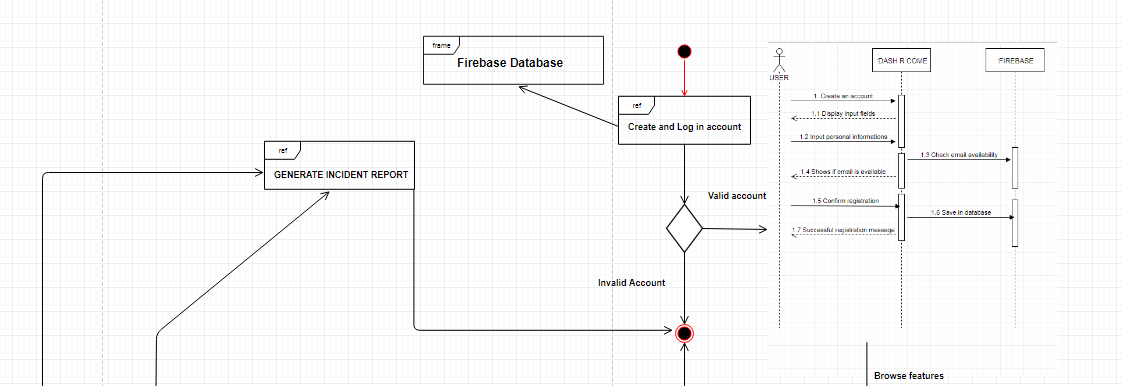 frame
Firebase Database
ref
Create and Log in account
ref
GENERATE INCIDENT REPORT
Valid account
Invalid Account
USER
:DASH R COME
:FIREBASE
1. Create an account
1.1 Display input fields
1.2 Input personal informations
1.3 Check email availability
1.4 Shows if email is available
1.5 Confirm registration
1.6 Save in database
1.7 Successful registration message
Browse features